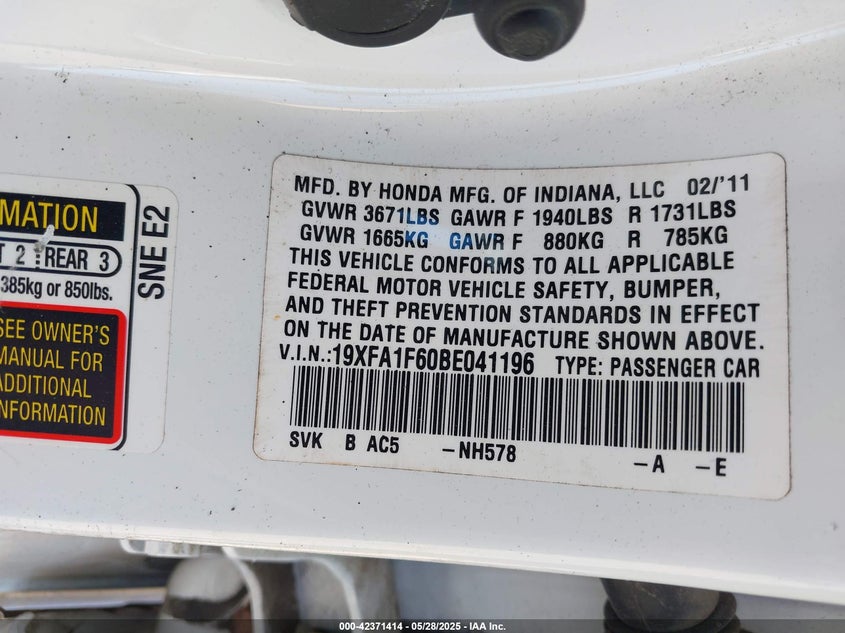 MATION
T 2 REAR 3
385kg or 850lbs.
SEE OWNER'S
MANUAL FOR
ADDITIONAL
INFORMATION
SNE E2
MFD. BY HONDA MFG. OF INDIANA, LLC 02/'11
GVWR 3671LBS GAWR F 1940LBS R 1731LBS
GVWR 1665KG GAWR F 880KG R 785KG
THIS VEHICLE CONFORMS TO ALL APPLICABLE
FEDERAL MOTOR VEHICLE SAFETY, BUMPER,
AND THEFT PREVENTION STANDARDS IN EFFECT
ON THE DATE OF MANUFACTURE SHOWN ABOVE.
V.I.N.:19XFA1F60BE041196 TYPE: PASSENGER CAR
SVK B AC5 -NH578 -A -E
000-42371414 - 05/28/2025 - IAA Inc.